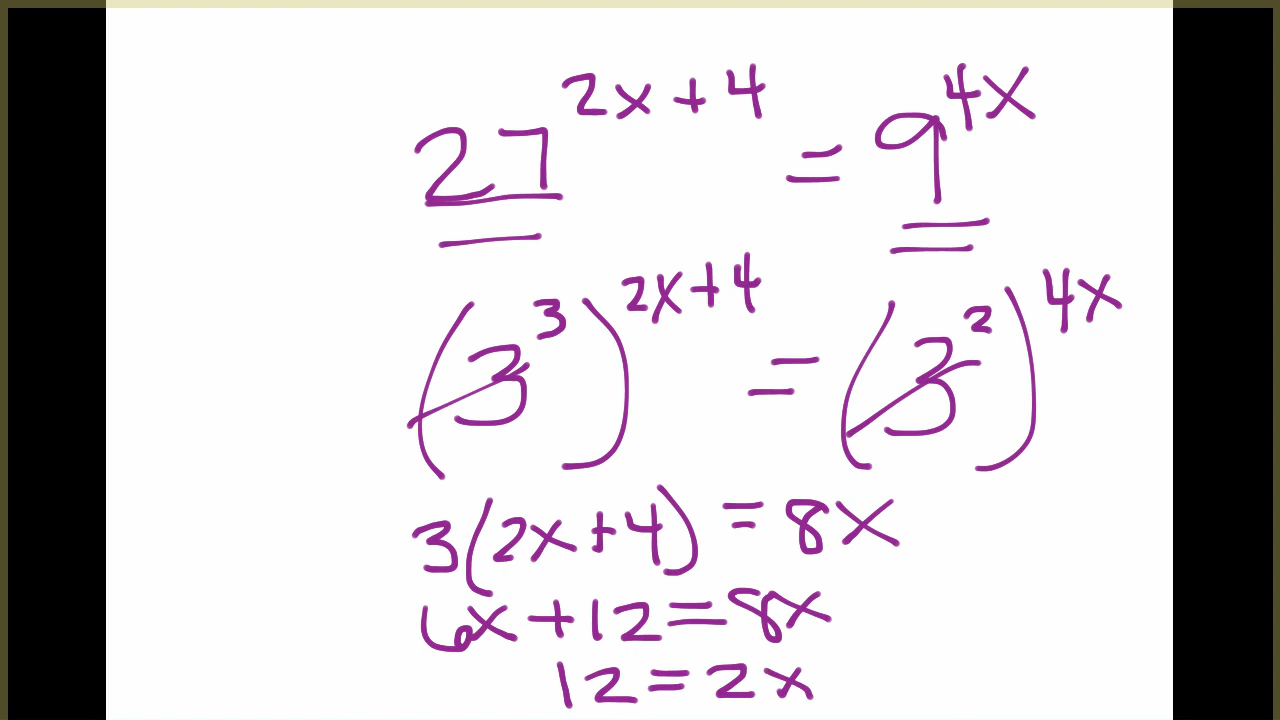 27^{2x+4} = 9^{4x}
(3^3)^{2x+4} = (3^2)^{4x}
3(2x+4) = 8x
6x+12=8x
12=2x